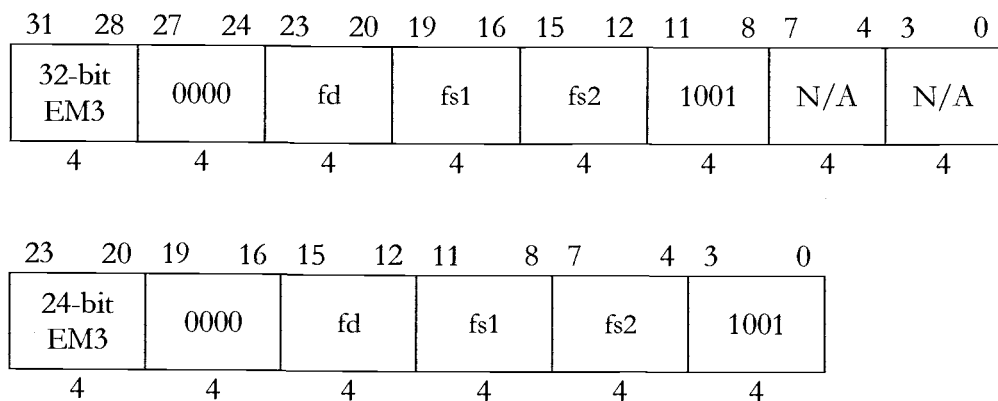 31 28 27 24 23 20 19 16 15 12 11 8 7 4 3 0
32-bit EM3 0000 fd fs1 fs2 1001 N/A N/A
4 4 4 4 4 4 4 4
23 20 19 16 15 12 11 8 7 4 3 0
24-bit EM3 0000 fd fs1 fs2 1001
4 4 4 4 4 4